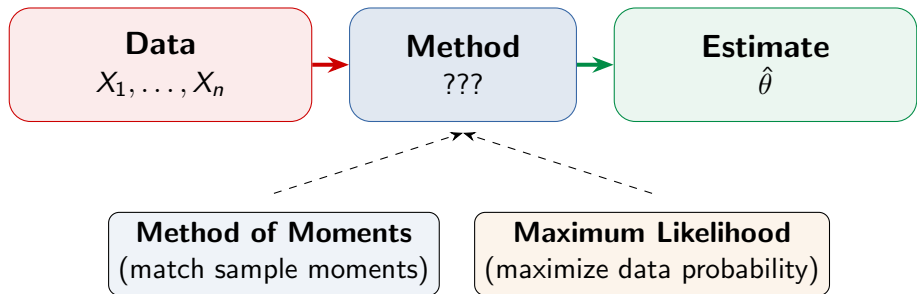 Data
X₁, . . . , Xₙ
Method
???
Estimate
θ̂
Method of Moments
(match sample moments)
Maximum Likelihood
(maximize data probability)